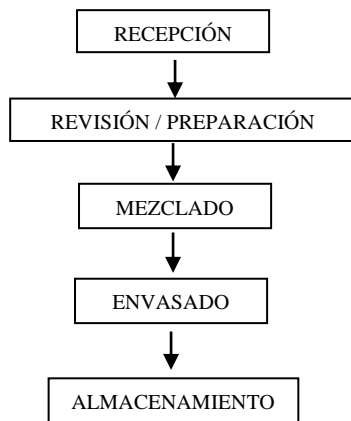 RECEPCIÓN
REVISIÓN / PREPARACIÓN
MEZCLADO
ENVASADO
ALMACENAMIENTO